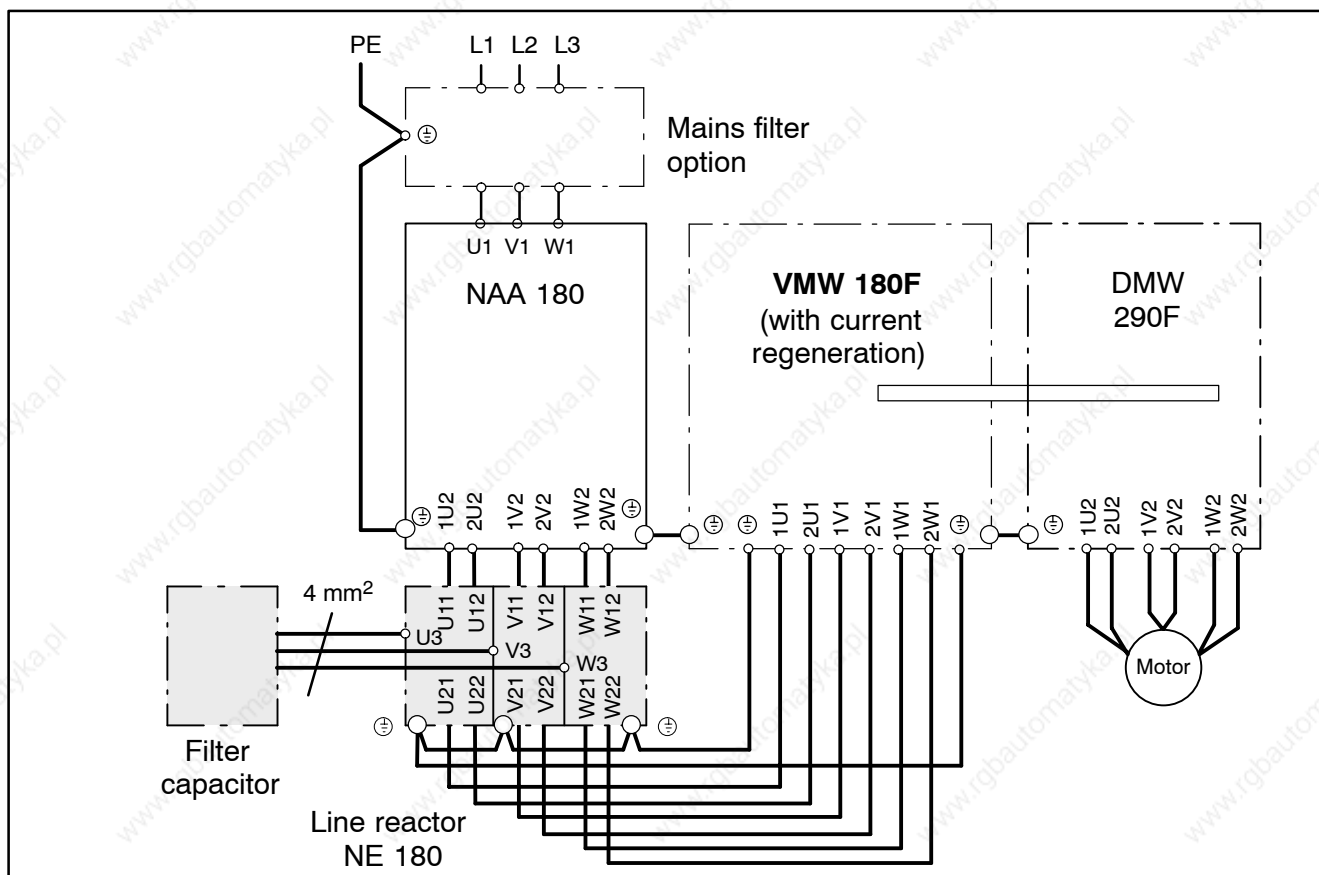 PE L1 L2 L3
Mains filter
option
U1 V1 W1
NAA 180
VMW 180F
(with current
regeneration)
DMW
290F
1U2 2U2 1V2 2V2 1W2 2W2
1U1 2U1 1V1 2V1 1W1 2W1
1U2 2U2 1V2 2V2 1W2 2W2
4 mm²
U11 U12 V11 V12 W11 W12
U3
V3
W3
U21 U22 V21 V22 W21 W22
Motor
Filter
capacitor
Line reactor
NE 180
www.rgbautomatyka.pl